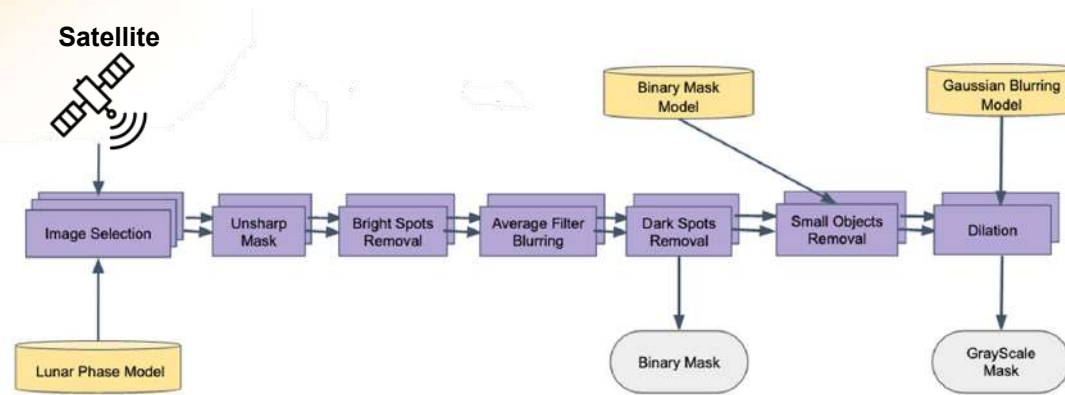 Satellite
Binary Mask
Model
Gaussian Blurring
Model
Image Selection
Unsharp
Mask
Bright Spots
Removal
Average Filter
Blurring
Dark Spots
Removal
Small Objects
Removal
Dilation
Lunar Phase Model
Binary Mask
GrayScale
Mask